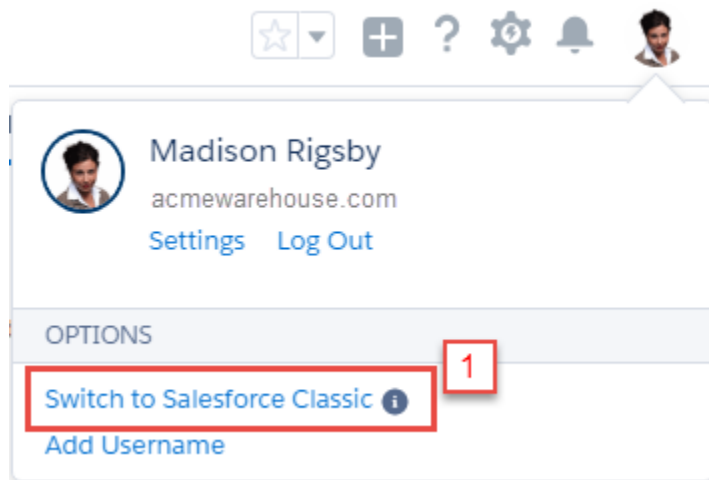 ?
Madison Rigsby
acmewarehouse.com
Settings Log Out
OPTIONS
1
Switch to Salesforce Classic i
Add Username